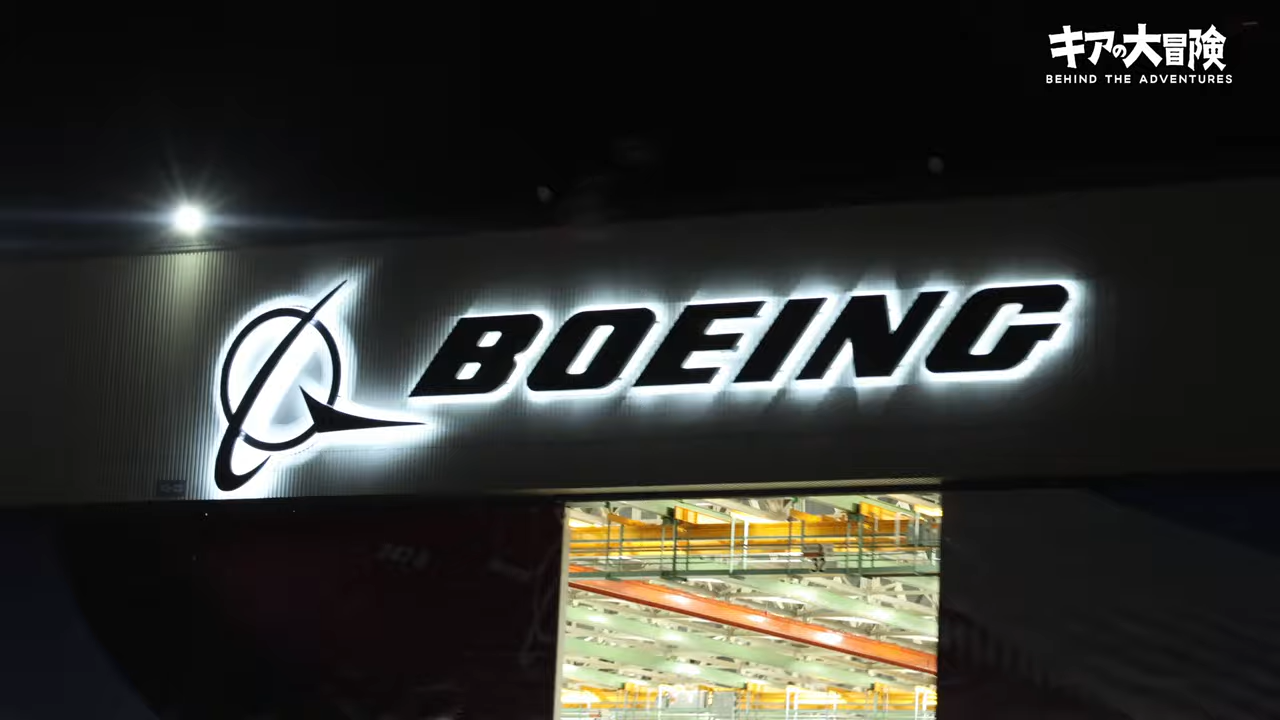 キアの大冒険
BEHIND THE ADVENTURES
BOEING